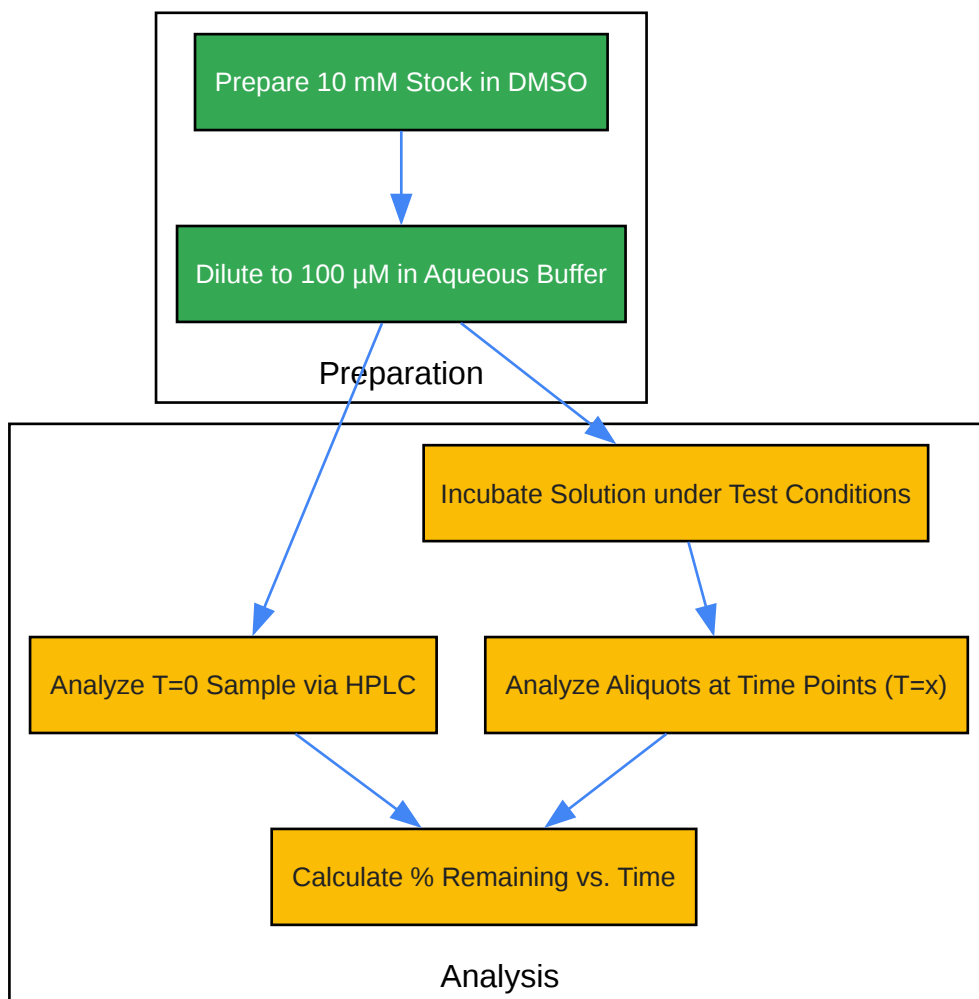 Prepare 10 mM Stock in DMSO
Dilute to 100 µM in Aqueous Buffer
Preparation
Incubate Solution under Test Conditions
Analyze T=0 Sample via HPLC
Analyze Aliquots at Time Points (T=x)
Calculate % Remaining vs. Time
Analysis